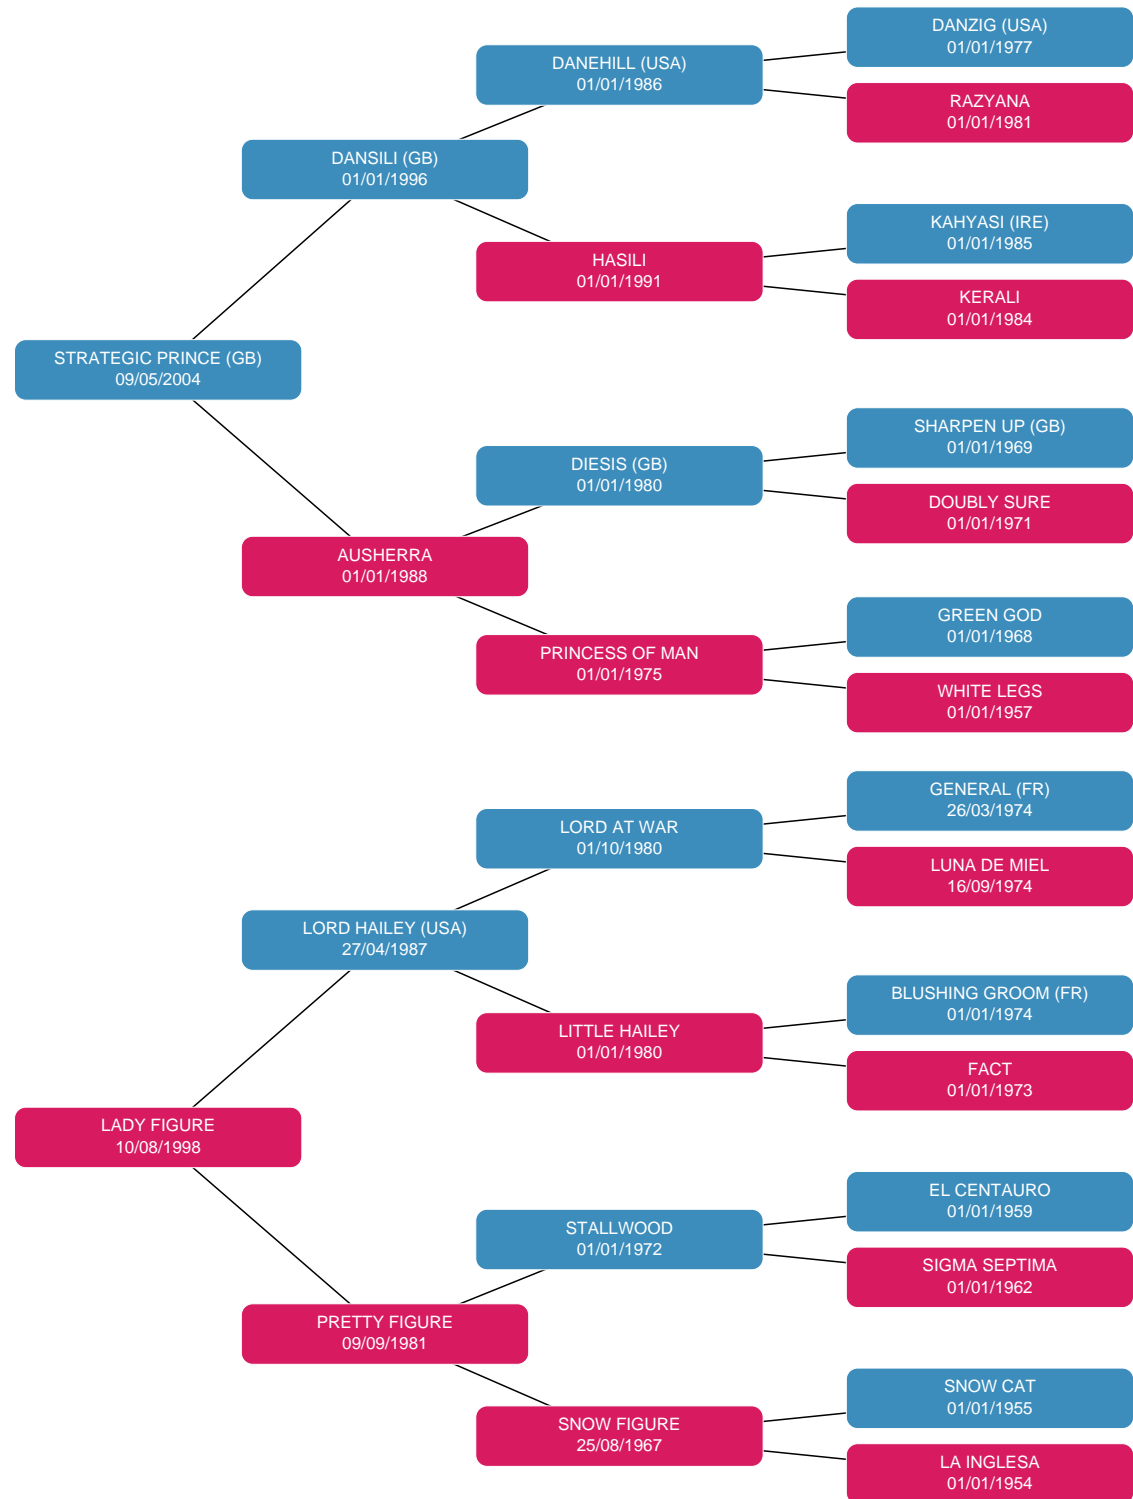 DANZIG (USA)
01/01/1977
DANEHILL (USA)
01/01/1986
RAZYANA
01/01/1981
DANSILI (GB)
01/01/1996
KAHYASI (IRE)
01/01/1985
HASILI
01/01/1991
KERALI
01/01/1984
STRATEGIC PRINCE (GB)
09/05/2004
SHARPEN UP (GB)
01/01/1969
DIESIS (GB)
01/01/1980
DOUBLY SURE
01/01/1971
AUSHERRA
01/01/1988
GREEN GOD
01/01/1968
PRINCESS OF MAN
01/01/1975
WHITE LEGS
01/01/1957
GENERAL (FR)
26/03/1974
LORD AT WAR
01/10/1980
LUNA DE MIEL
16/09/1974
LORD HAILEY (USA)
27/04/1987
BLUSHING GROOM (FR)
01/01/1974
LITTLE HAILEY
01/01/1980
FACT
01/01/1973
LADY FIGURE
10/08/1998
EL CENTAURO
01/01/1959
STALLWOOD
01/01/1972
SIGMA SEPTIMA
01/01/1962
PRETTY FIGURE
09/09/1981
SNOW CAT
01/01/1955
SNOW FIGURE
25/08/1967
LA INGLESA
01/01/1954